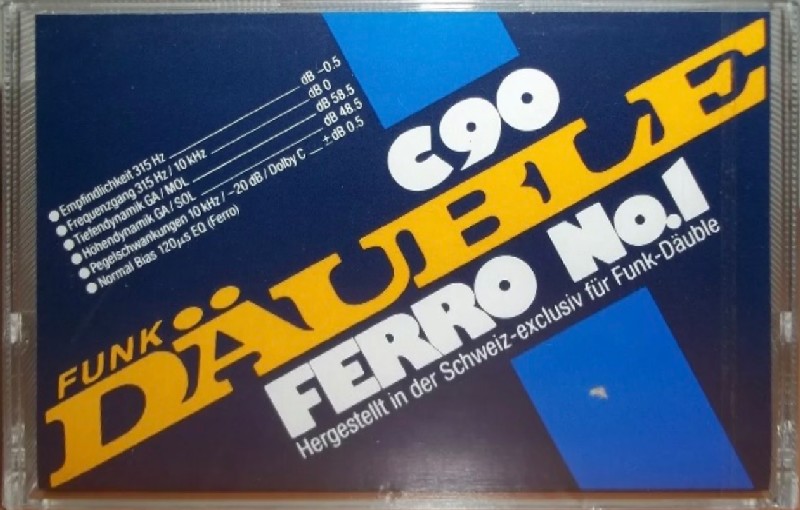 ● Empfindlichkeit 315 Hz dB -0.5
● Frequenzgang 315 Hz / 10 kHz dB 0
● Tiefendynamik GA / MOL dB 58.5
● Höhendynamik GA / SOL dB 48.5
● Pegelschwankungen 10 kHz / -20 dB / Dolby C ± dB 0.5
● Normal Bias 120µs EQ (Ferro)
C90
FUNK
DÄUBLE
FERRO No.1
Hergestellt in der Schweiz-exclusiv für Funk-Däuble